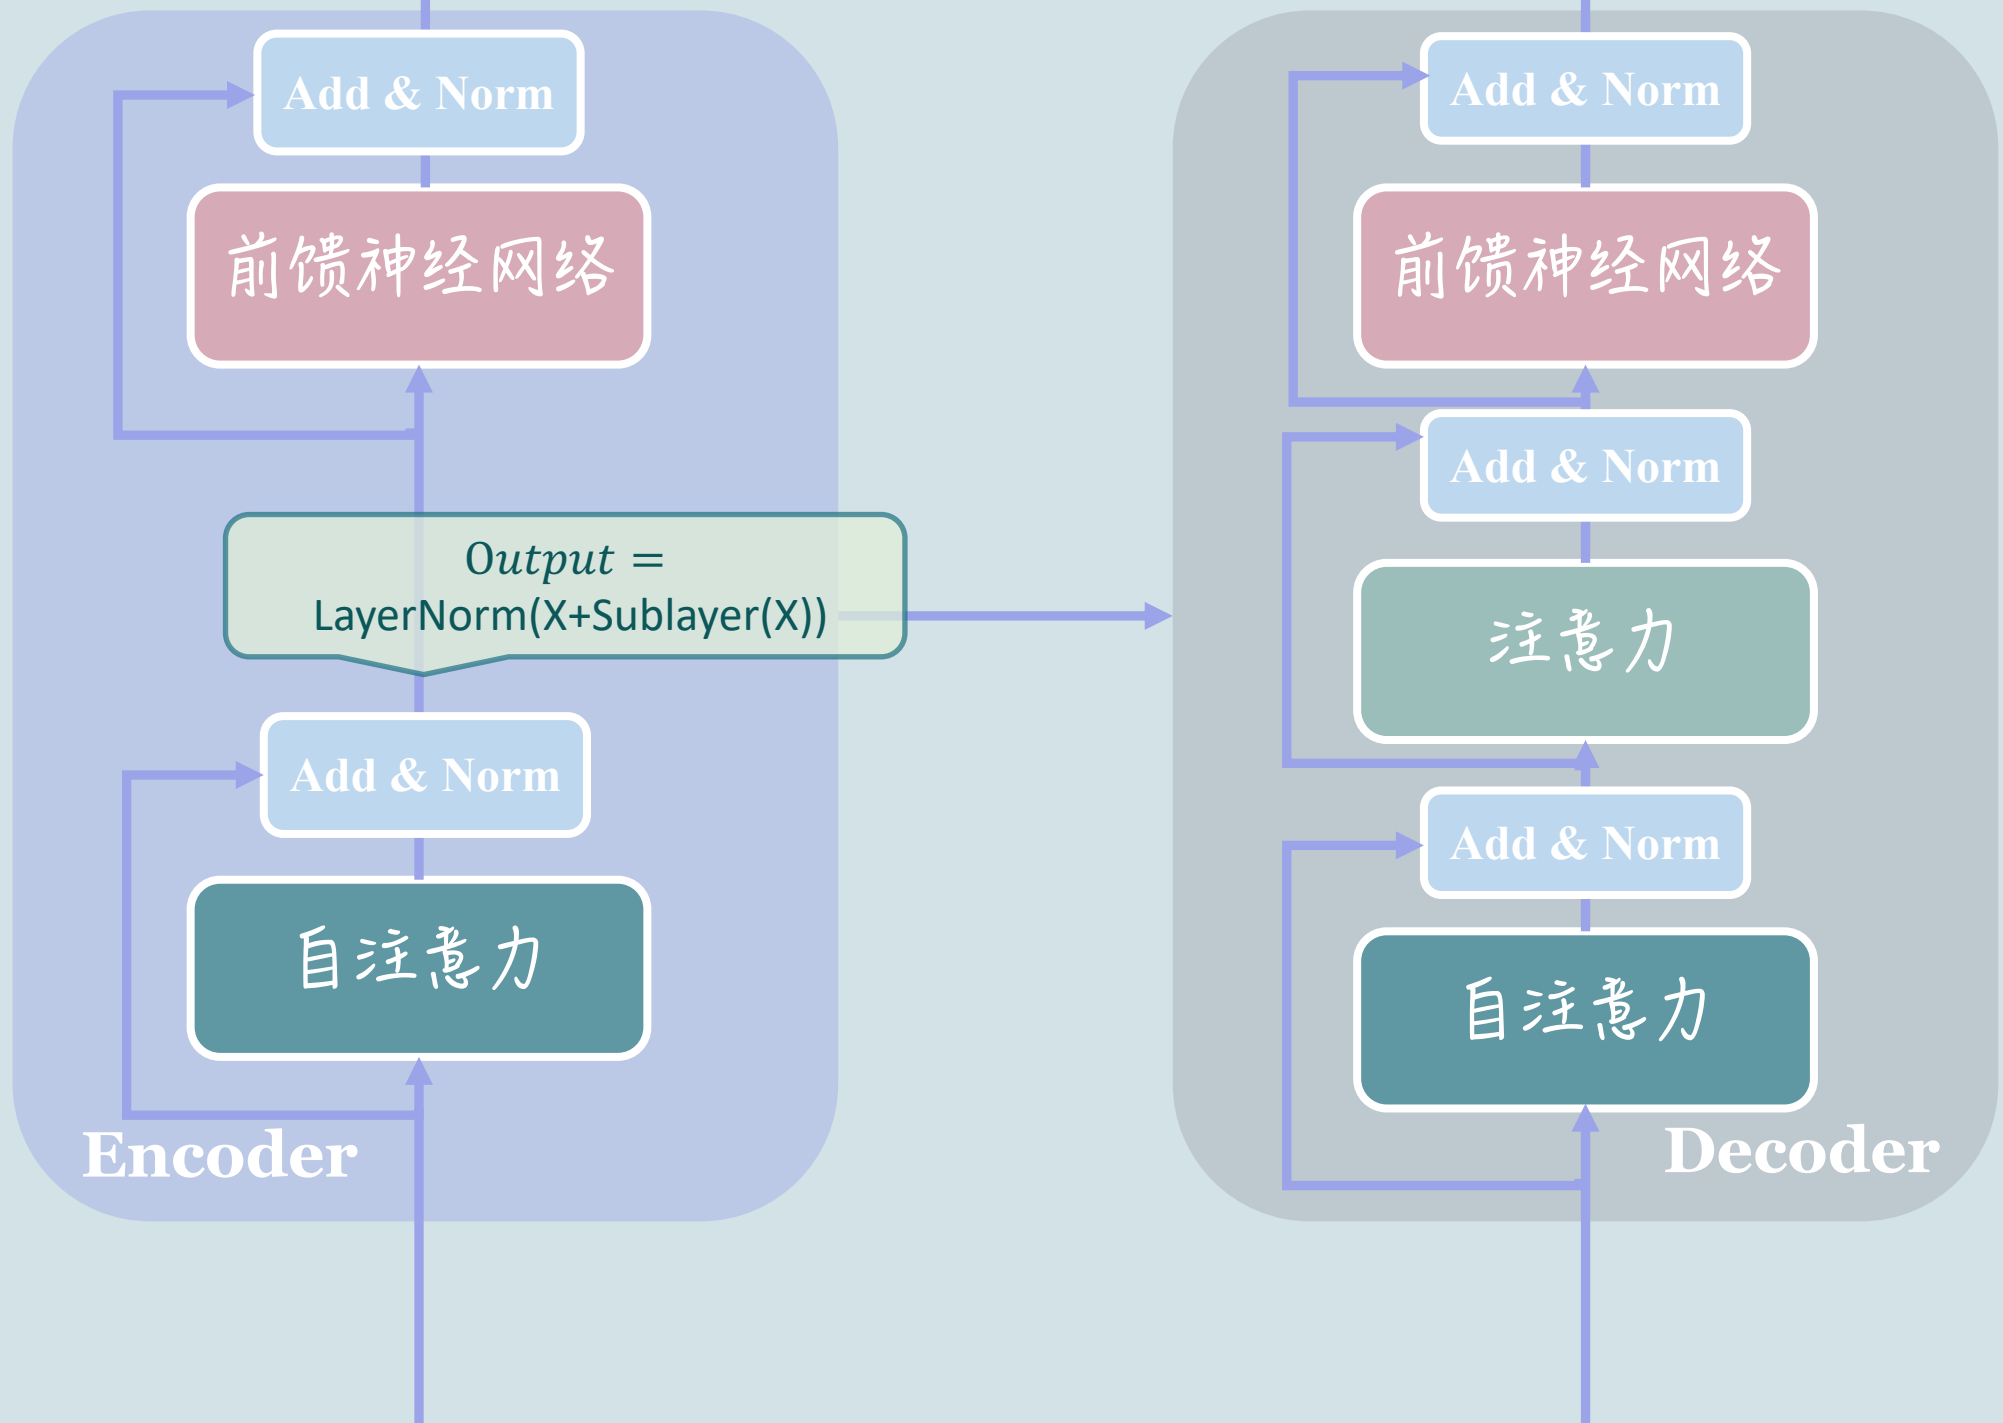 Add & Norm
前馈神经网络
Output =
LayerNorm(X+Sublayer(X))
Add & Norm
自注意力
Encoder
Add & Norm
前馈神经网络
Add & Norm
注意力
Add & Norm
自注意力
Decoder